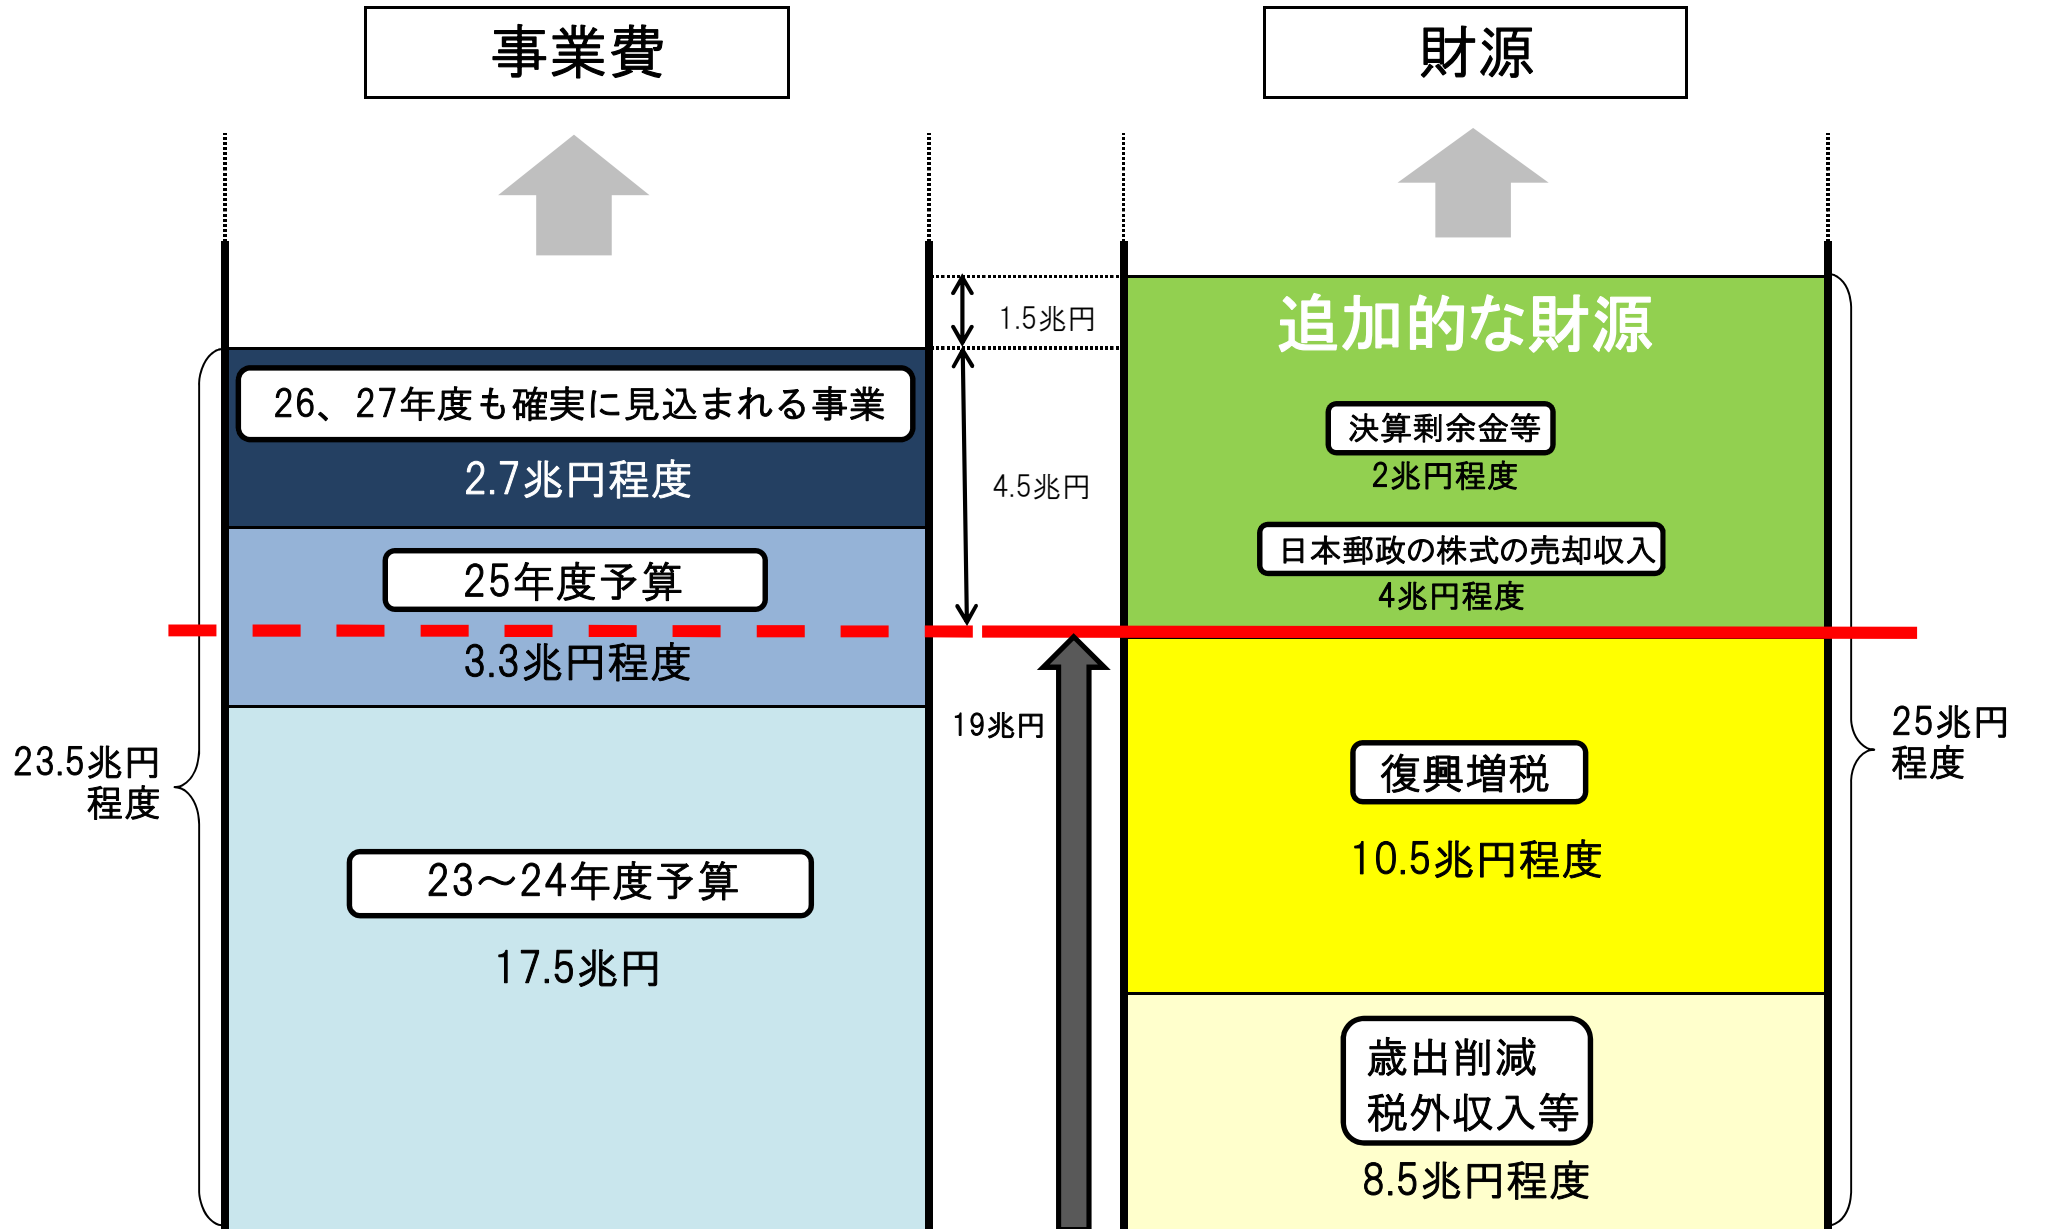 事業費
財源
26、27年度も確実に見込まれる事業
2.7兆円程度
25年度予算
3.3兆円程度
23～24年度予算
17.5兆円
23.5兆円
程度
1.5兆円
4.5兆円
19兆円
追加的な財源
決算剰余金等
2兆円程度
日本郵政の株式の売却収入
4兆円程度
復興増税
10.5兆円程度
歳出削減
税外収入等
8.5兆円程度
25兆円
程度